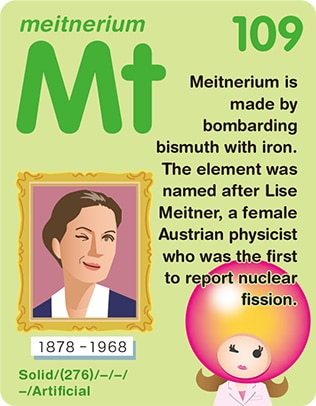 meitnerium
109
Mt
Meitnerium is
made by
bombarding
bismuth with iron.
The element was
named after Lise
Meitner, a female
Austrian physicist
who was the first
to report nuclear
fission.
1878 –1968
Solid/(276)/–/–/
–/Artificial